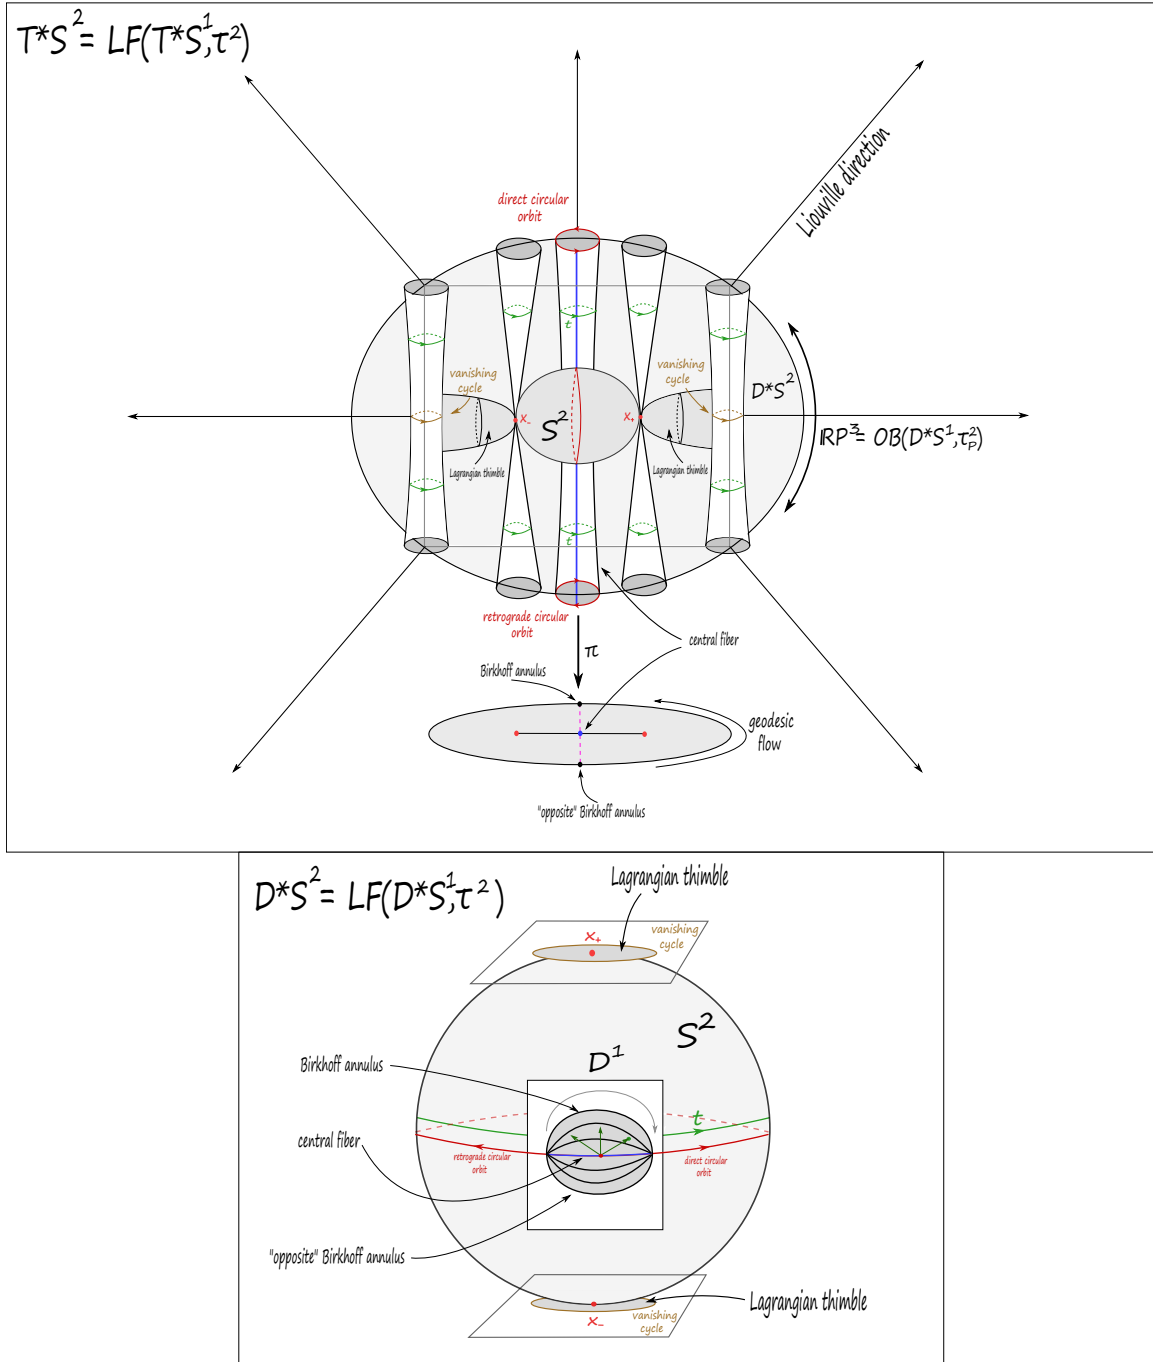 T*S²= LF(T*S¹,τ²)
direct circular
orbit
Liouville direction
t
vanishing
cycle
vanishing
cycle
D*S²
x₋
S²
x₊
IRP³= OB(D*S¹,τ²_P)
Lagrangian thimble
Lagrangian thimble
t
retrograde circular
orbit
π
central fiber
Birkhoff annulus
geodesic
flow
"opposite" Birkhoff annulus
D*S²= LF(D*S¹,τ²)
Lagrangian thimble
vanishing
cycle
x₊
S²
D¹
Birkhoff annulus
t
central fiber
retrograde circular
orbit
direct circular
orbit
"opposite" Birkhoff annulus
Lagrangian thimble
vanishing
cycle
x₋